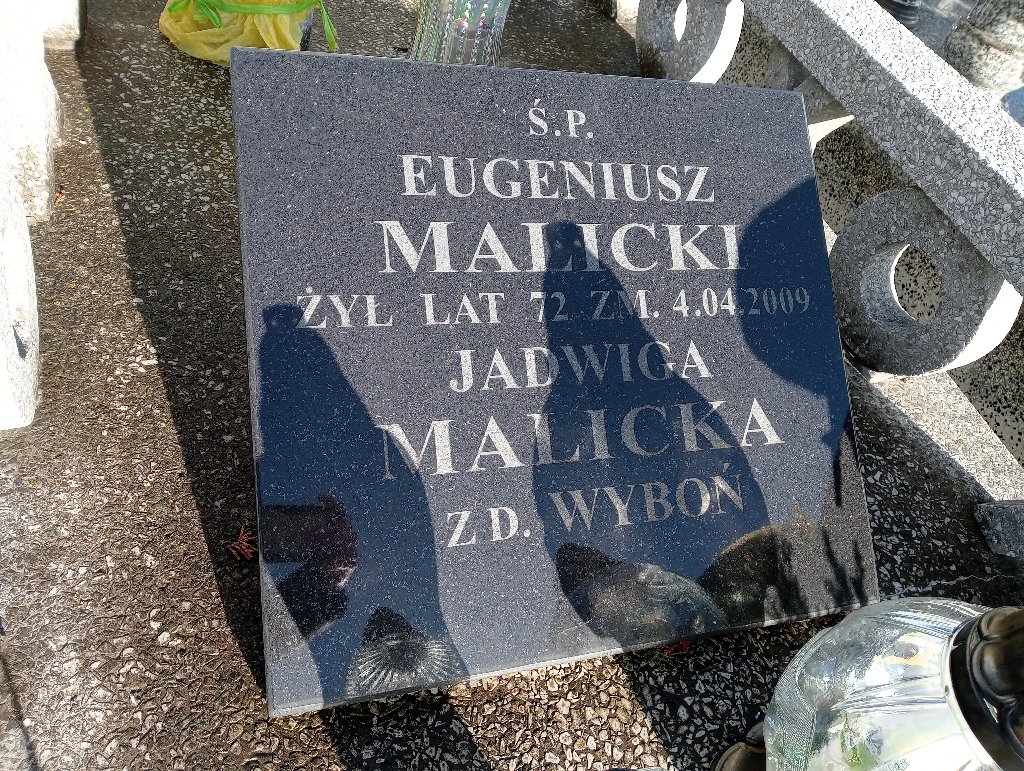 Ś.P.
EUGENIUSZ
MALICKI
ŻYŁ LAT 72 ZM. 4.04.2009
JADWIGA
MALICKA
Z D. WYBOŃ